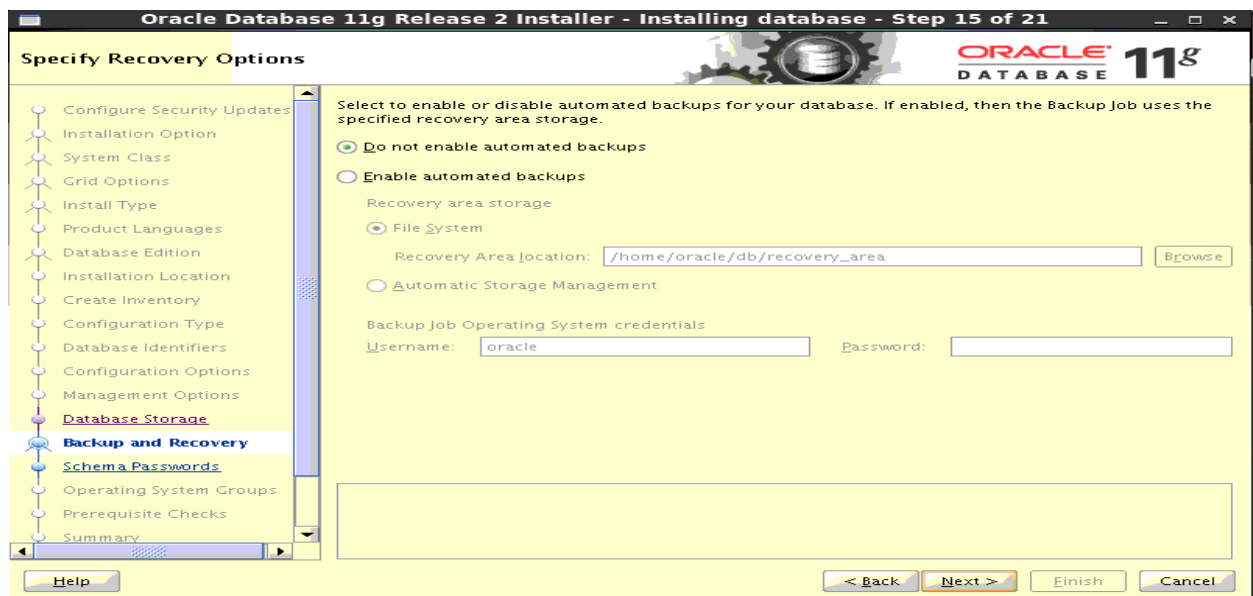 Oracle Database 11g Release 2 Installer - Installing database - Step 15 of 21
Specify Recovery Options
ORACLE
DATABASE
11g
Configure Security Updates
Installation Option
System Class
Grid Options
Install Type
Product Languages
Database Edition
Installation Location
Create Inventory
Configuration Type
Database Identifiers
Configuration Options
Management Options
Database Storage
Backup and Recovery
Schema Passwords
Operating System Groups
Prerequisite Checks
Summary
Select to enable or disable automated backups for your database. If enabled, then the Backup Job uses the
specified recovery area storage.
Do not enable automated backups
Enable automated backups
Recovery area storage
File System
Recovery Area location: /home/oracle/db/recovery_area Browse
Automatic Storage Management
Backup Job Operating System credentials
Username: oracle Password:
Help < Back Next > Finish Cancel